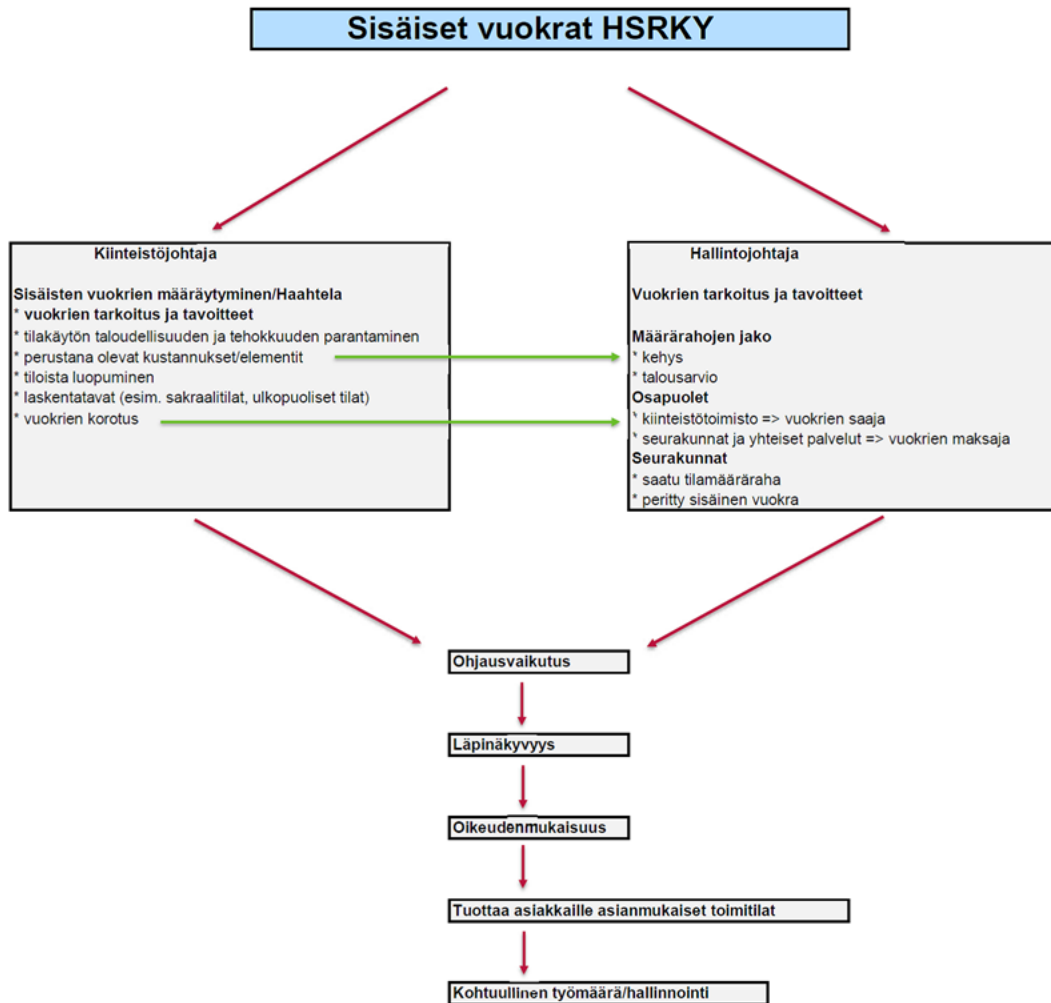 Sisäiset vuokrat HSRKY
Kiinteistöjohtaja
Sisäisten vuokrien määräytyminen/Haahtela
* vuokrien tarkoitus ja tavoitteet
* tilakäytön taloudellisuuden ja tehokkuuden parantaminen
* perustana olevat kustannukset/elementit
* tiloista luopuminen
* laskentatavat (esim. sakraalitilat, ulkopuoliset tilat)
* vuokrien korotus
Hallintojohtaja
Vuokrien tarkoitus ja tavoitteet
Määrärahojen jako
* kehys
* talousarvio
Osapuolet
* kiinteistötoimisto => vuokrien saaja
* seurakunnat ja yhteiset palvelut => vuokrien maksaja
Seurakunnat
* saatu tilamääräraha
* peritty sisäinen vuokra
Ohjausvaikutus
Läpinäkyvyys
Oikeudenmukaisuus
Tuottaa asiakkaille asianmukaiset toimitilat
Kohtuullinen työmäärä/hallinnointi